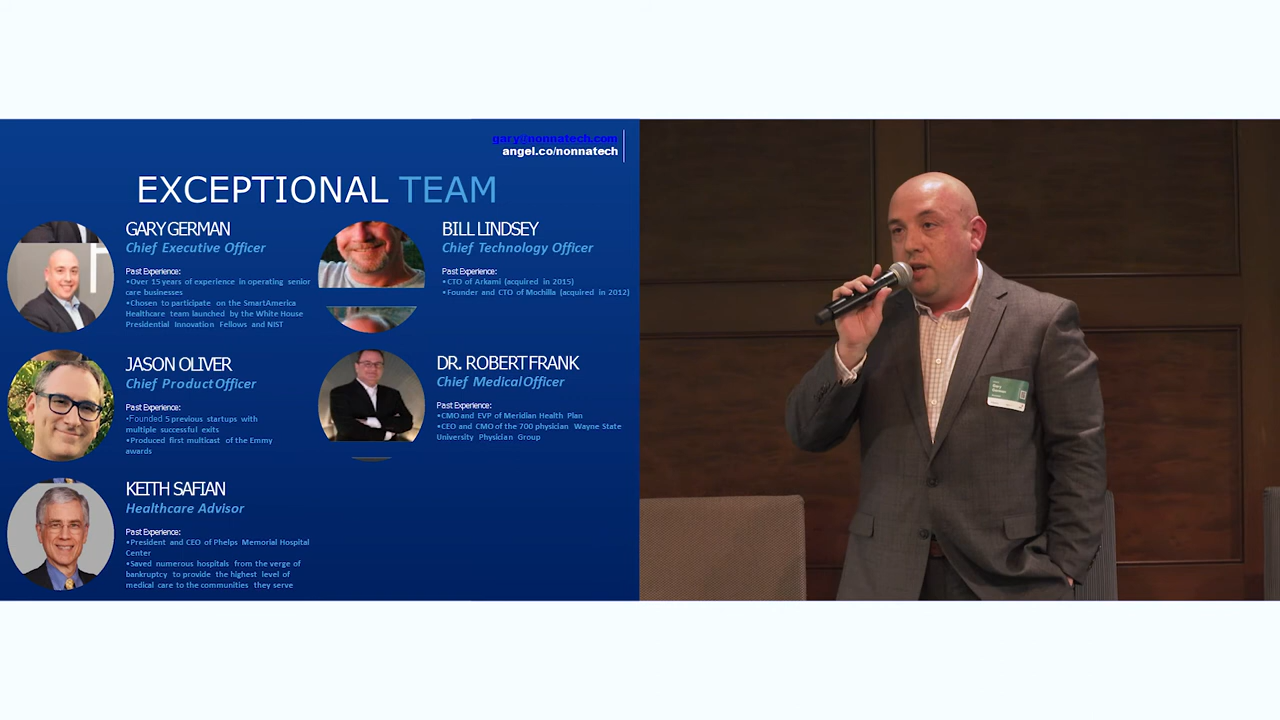 gary@nonnatech.com
angel.co/nonnatech
EXCEPTIONAL TEAM
GARY GERMAN
Chief Executive Officer
Past Experience:
•Over 15 years of experience in operating senior
care businesses
•Chosen to participate on the SmartAmerica
Healthcare team launched by the White House
Presidential Innovation Fellows and NIST
BILL LINDSEY
Chief Technology Officer
Past Experience:
•CTO of Arkami (acquired in 2015)
•Founder and CTO of Mochilla (acquired in 2012)
JASON OLIVER
Chief Product Officer
Past Experience:
•Founded 5 previous startups with
multiple successful exits
•Produced first multicast of the Emmy
awards
DR. ROBERT FRANK
Chief Medical Officer
Past Experience:
•CMO and EVP of Meridian Health Plan
•CEO and CMO of the 700 physician Wayne State
University Physician Group
KEITH SAFIAN
Healthcare Advisor
Past Experience:
•President and CEO of Phelps Memorial Hospital
Center
•Saved numerous hospitals from the verge of
bankruptcy to provide the highest level of
medical care to the communities they serve